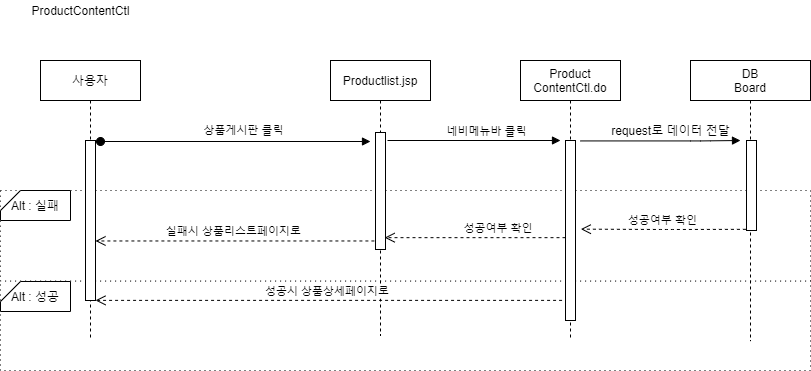 ProductContentCtl
사용자
Productlist.jsp
Product
ContentCtl.do
DB
Board
상품게시판 클릭
네비메뉴바 클릭
request로 데이터 전달
Alt : 실패
실패시 상품리스트페이지로
성공여부 확인
성공여부 확인
Alt : 성공
성공시 상품상세페이지로